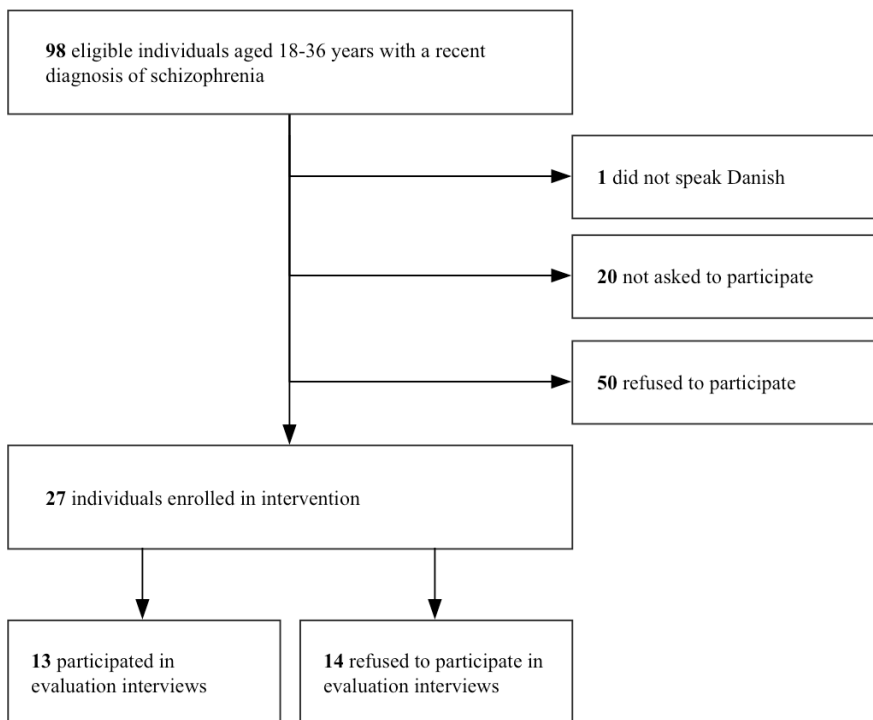 98 eligible individuals aged 18-36 years with a recent
diagnosis of schizophrenia
1 did not speak Danish
20 not asked to participate
50 refused to participate
27 individuals enrolled in intervention
13 participated in
evaluation interviews
14 refused to participate in
evaluation interviews